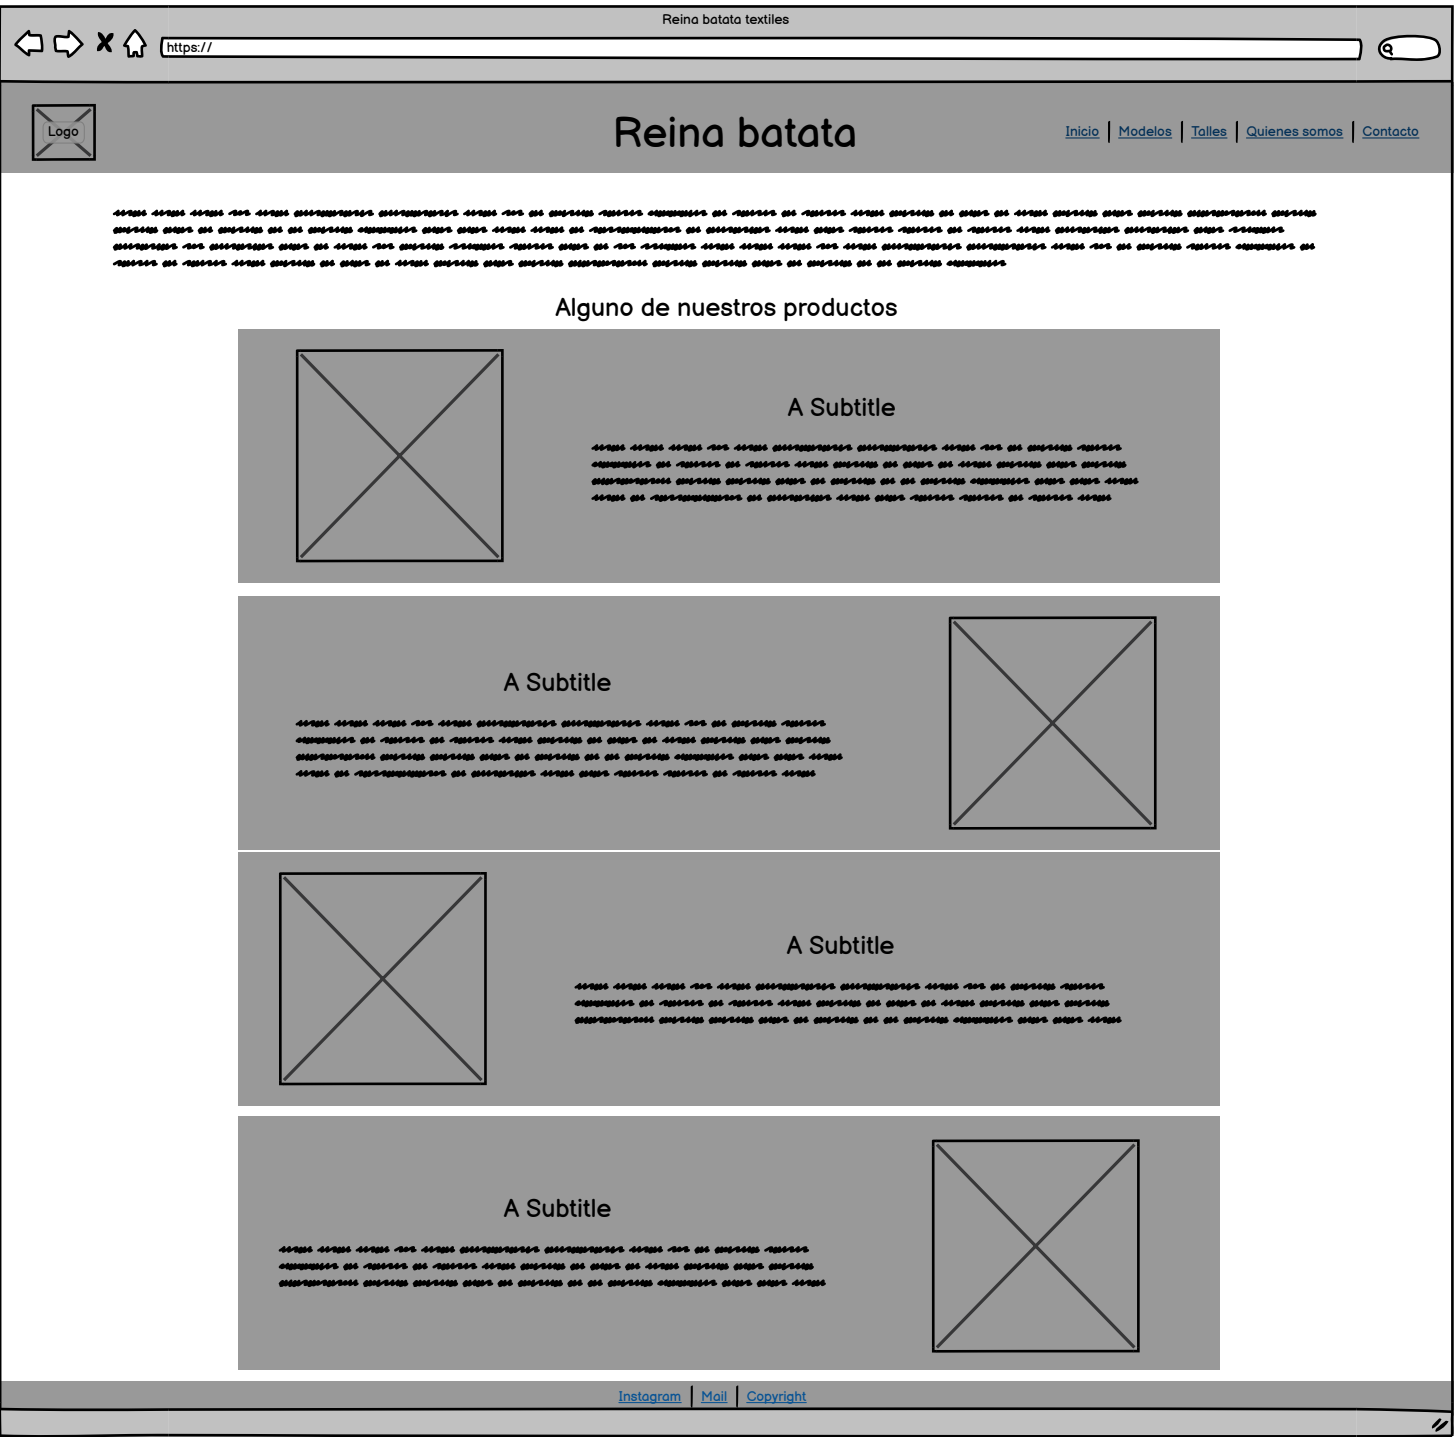 Reina batata textiles
https://
Logo
Reina batata
Inicio | Modelos | Talles | Quienes somos | Contacto
Alguno de nuestros productos
A Subtitle
A Subtitle
A Subtitle
A Subtitle
Instagram | Mail | Copyright